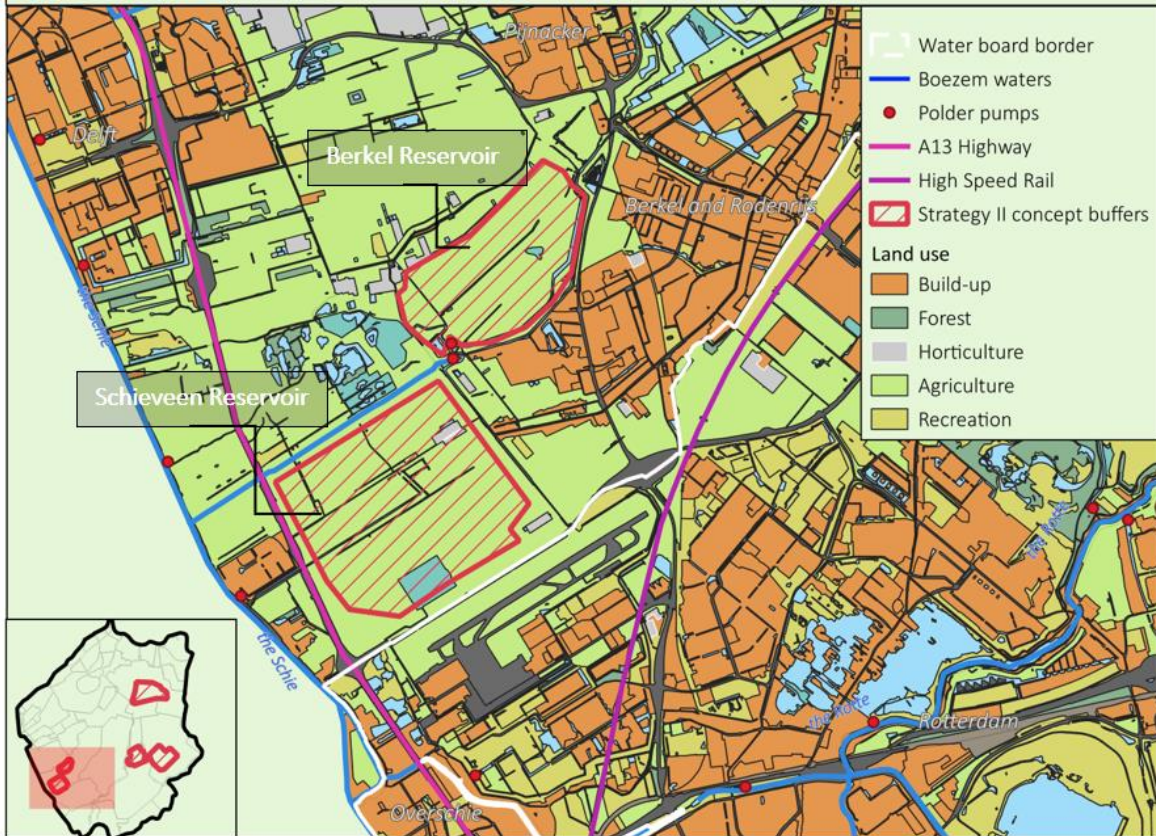 Pijnacker
Delft
Berkel Reservoir
Berkel and Rodenrijs
the Schie
Schieveen Reservoir
the Schie
the Rotte
the Rotte
Rotterdam
Overschie
Water board border
Boezem waters
Polder pumps
A13 Highway
High Speed Rail
Strategy II concept buffers
Land use
Build-up
Forest
Horticulture
Agriculture
Recreation